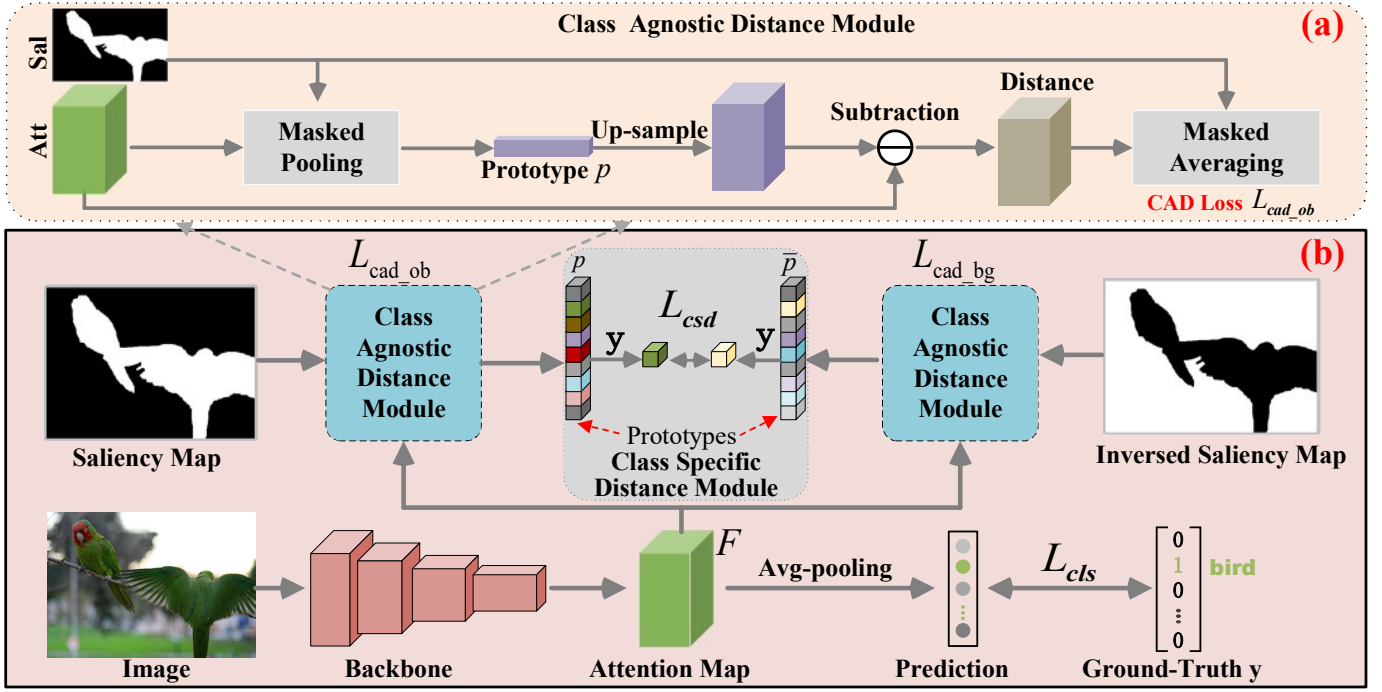 Class Agnostic Distance Module
(a)
Sal
Att
Masked
Pooling
Prototype p
Up-sample
Subtraction
Distance
Masked
Averaging
CAD Loss L_cad_ob
(b)
L_cad_ob
Class
Agnostic
Distance
Module
Saliency Map
p
p̄
L_csd
y
y
Prototypes
Class Specific
Distance Module
L_cad_bg
Class
Agnostic
Distance
Module
Inversed Saliency Map
F
Avg-pooling
L_cls
0
1 bird
0
⋮
0
Image
Backbone
Attention Map
Prediction
Ground-Truth y